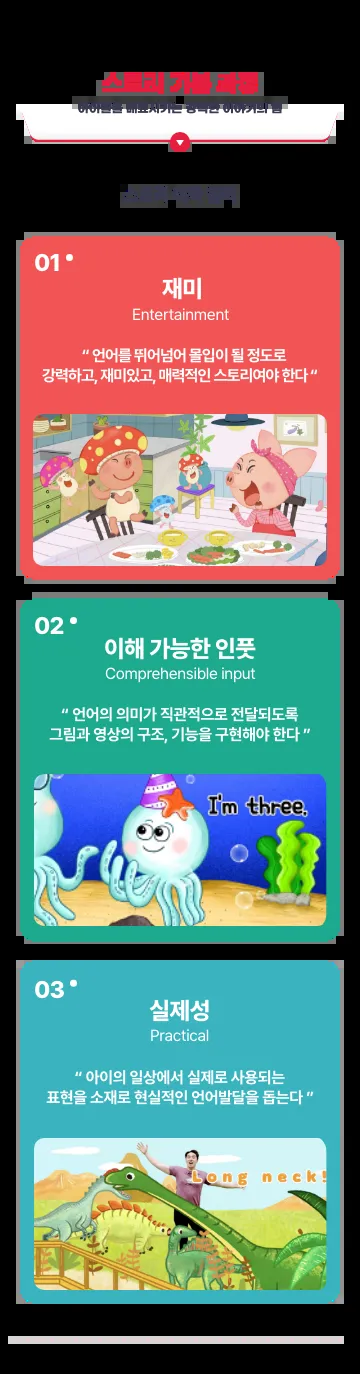 스토리 기본 과정
01
재미
Entertainment
“ 언어를 뛰어넘어 몰입이 될 정도로
강력하고, 재미있고, 매력적인 스토리여야 한다 “
02
이해 가능한 인풋
Comprehensible input
“ 언어의 의미가 직관적으로 전달되도록
그림과 영상의 구조, 기능을 구현해야 한다 ”
I'm three.
03
실제성
Practical
“ 아이의 일상에서 실제로 사용되는
표현을 소재로 현실적인 언어발달을 돕는다 ”
Long neck!